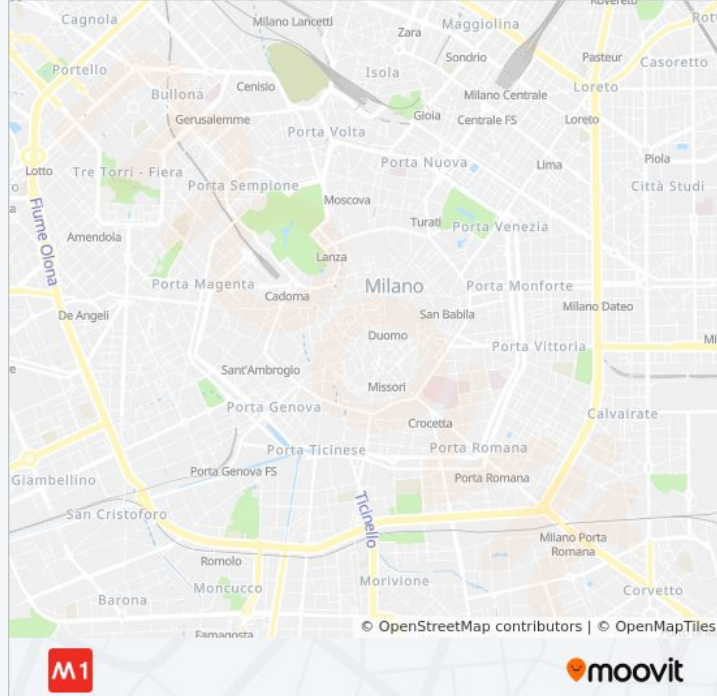 Cagnola
Milano Lancetti
Zara
Maggiolina
Rovereto
Portello
Sondrio
Pasteur
Casoretto
Isola
Bullona
Cenisio
Milano Centrale
Loreto
Gerusalemme
Gioia
Centrale FS
Loreto
Porta Volta
Lotto
Tre Torri - Fiera
Porta Nuova
Lima
Piola
Porta Sempione
Città Studi
Moscova
Fiume Olona
Amendola
Turati
Porta Venezia
Lanza
Porta Magenta
Milano
Porta Monforte
Cadorna
De Angeli
San Babila
Milano Dateo
Duomo
Porta Vittoria
Sant'Ambrogio
Missori
Porta Genova
Crocetta
Calvairate
Porta Ticinese
Porta Romana
Porta Genova FS
Porta Romana
Giambellino
Ticinello
San Cristoforo
Milano Porta
Romana
Romolo
Moncucco
Morivione
Corvetto
Barona
Famagosta
© OpenStreetMap contributors | © OpenMapTiles
M1
moovit